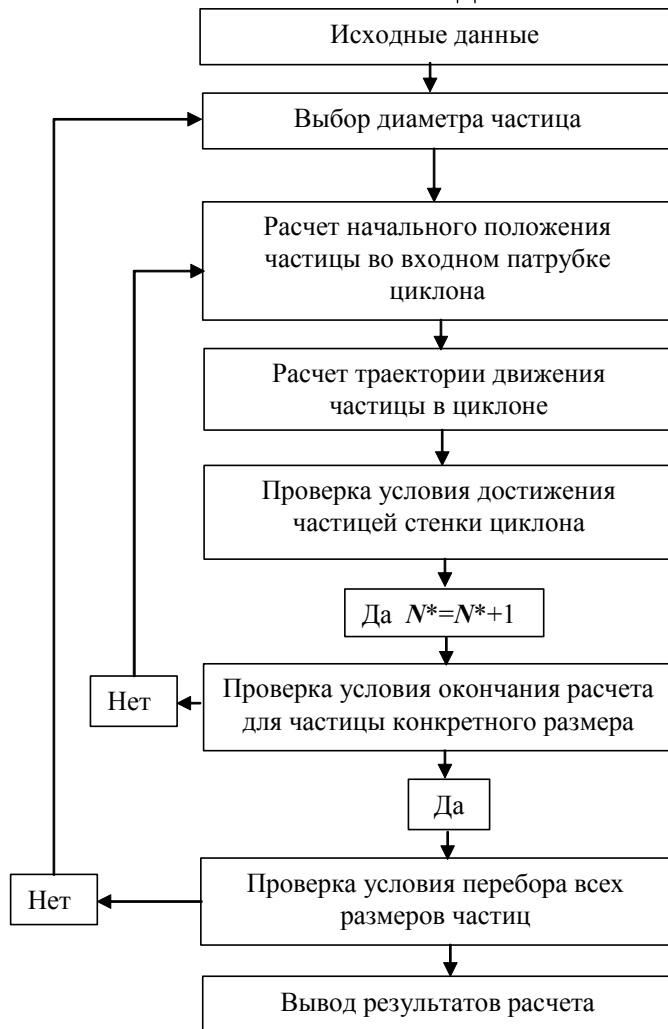 Исходные данные
Выбор диаметра частица
Расчет начального положения
частицы во входном патрубке
циклона
Расчет траектории движения
частицы в циклоне
Проверка условия достижения
частицей стенки циклона
Да N*=N*+1
Нет
Проверка условия окончания расчета
для частицы конкретного размера
Да
Нет
Проверка условия перебора всех
размеров частиц
Вывод результатов расчета